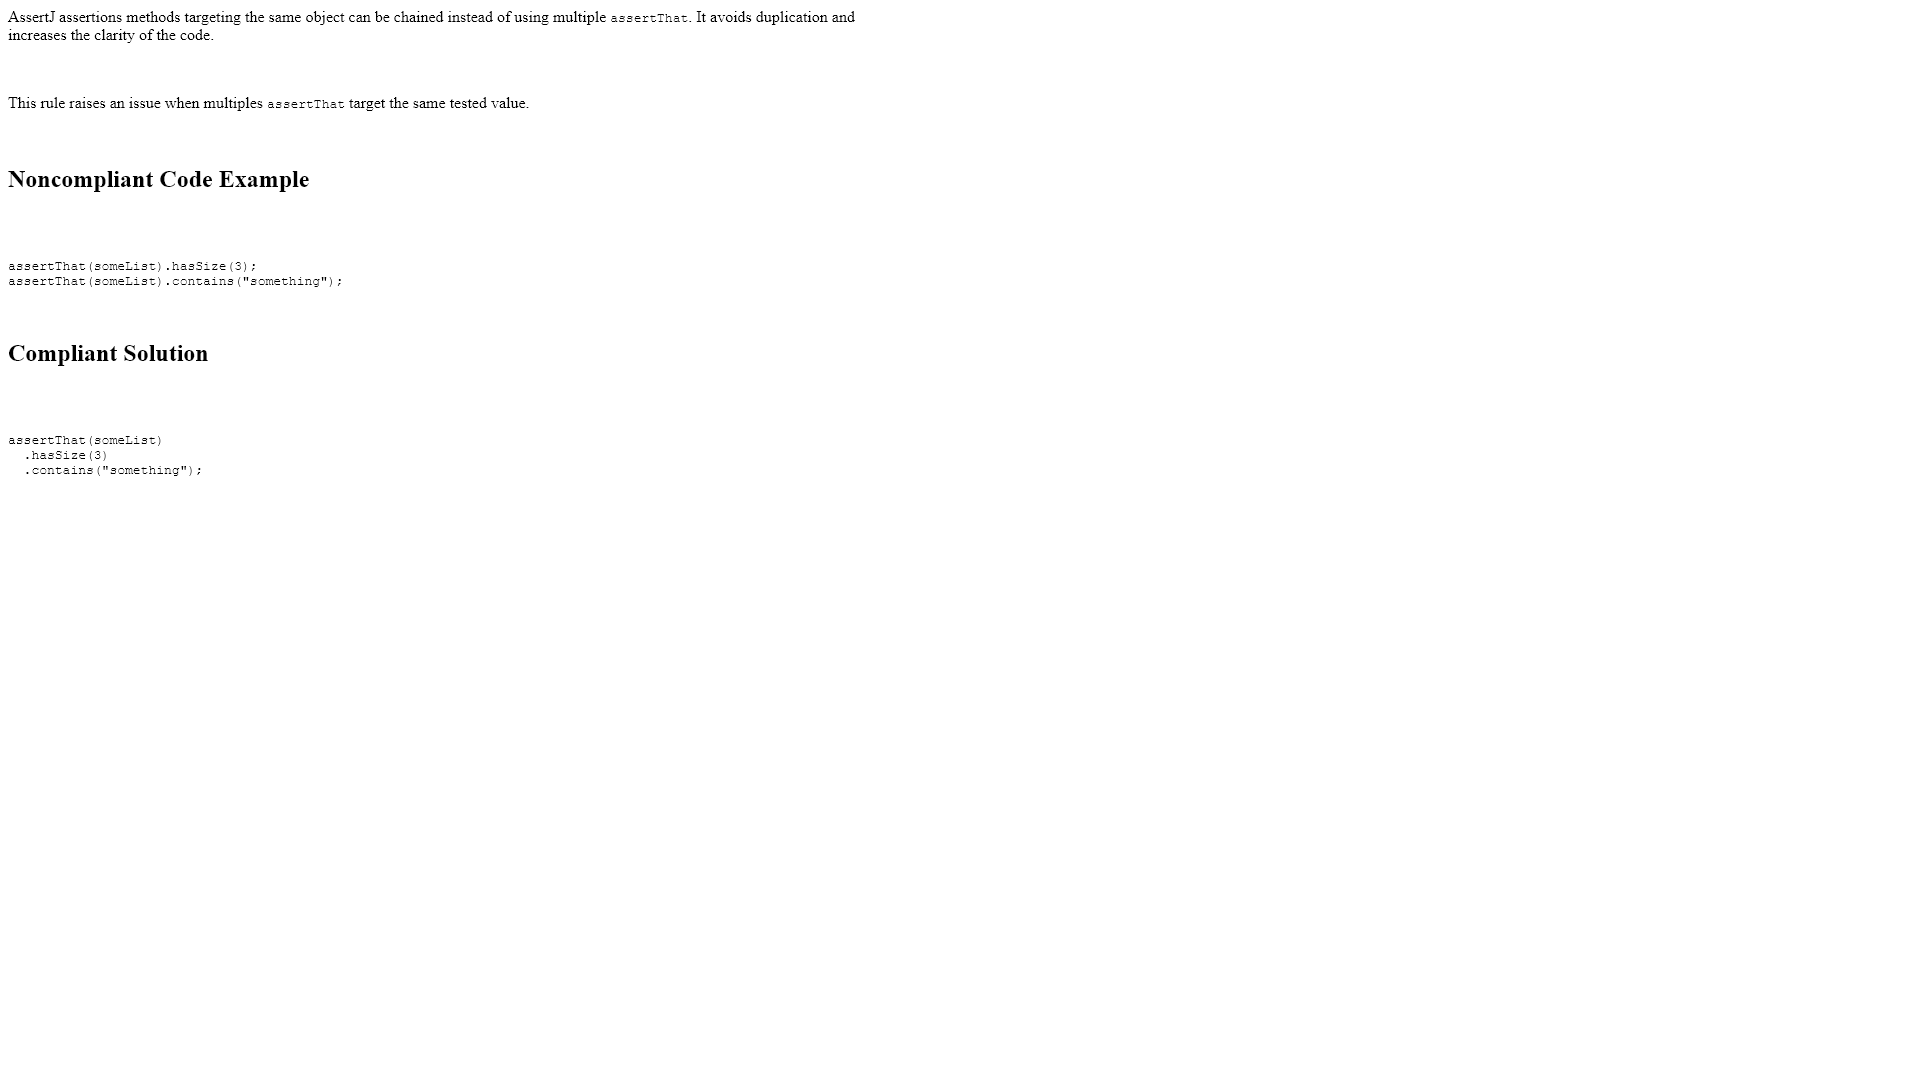 AssertJ assertions methods targeting the same object can be chained instead of using multiple assertThat. It avoids duplication and
increases the clarity of the code.
This rule raises an issue when multiples assertThat target the same tested value.
Noncompliant Code Example
assertThat(someList).hasSize(3);
assertThat(someList).contains("something");
Compliant Solution
assertThat(someList)
  .hasSize(3)
  .contains("something");